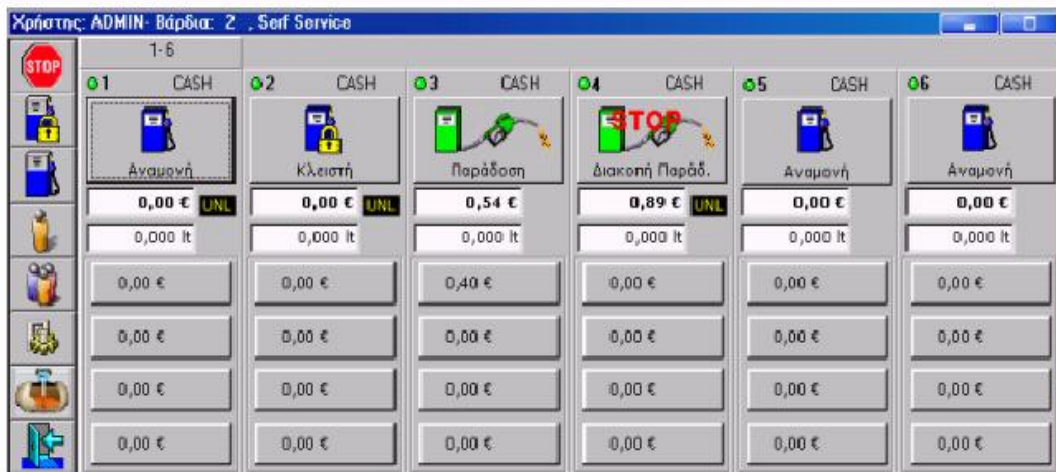 Χρήστης: ADMIN- Βάρδια: 2 , Serf Service
STOP
1-6
1 CASH 2 CASH 3 CASH 4 CASH 5 CASH 6 CASH
STOP
Αναμονή Κλειστή Παράδοση Διακοπή Παράδ. Αναμονή Αναμονή
0,00 € UNL 0,00 € UNL 0,54 € 0,89 € UNL 0,00 € 0,00 €
0,000 lt 0,000 lt 0,000 lt 0,000 lt 0,000 lt 0,000 lt
0,00 € 0,00 € 0,40 € 0,00 € 0,00 € 0,00 €
0,00 € 0,00 € 0,00 € 0,00 € 0,00 € 0,00 €
0,00 € 0,00 € 0,00 € 0,00 € 0,00 € 0,00 €
0,00 € 0,00 € 0,00 € 0,00 € 0,00 € 0,00 €